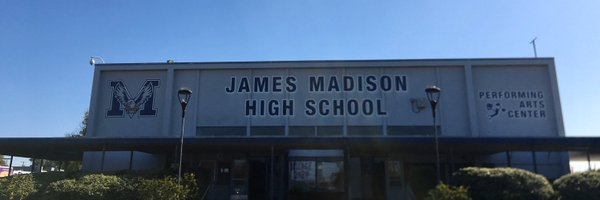 M
JAMES MADISON
HIGH SCHOOL
PERFORMING
ARTS
CENTER